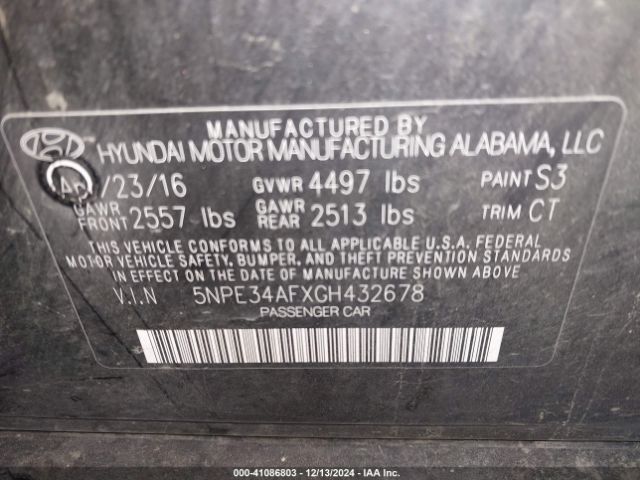 MANUFACTURED BY
HYUNDAI MOTOR MANUFACTURING ALABAMA, LLC
/23/16 GVWR 4497 lbs PAINT S3
GAWR FRONT 2557 lbs GAWR REAR 2513 lbs TRIM CT
THIS VEHICLE CONFORMS TO ALL APPLICABLE U.S.A. FEDERAL
MOTOR VEHICLE SAFETY, BUMPER, AND THEFT PREVENTION STANDARDS
IN EFFECT ON THE DATE OF MANUFACTURE SHOWN ABOVE
V.I.N 5NPE34AFXGH432678
PASSENGER CAR
000-41086803 • 12/13/2024 • IAA Inc.